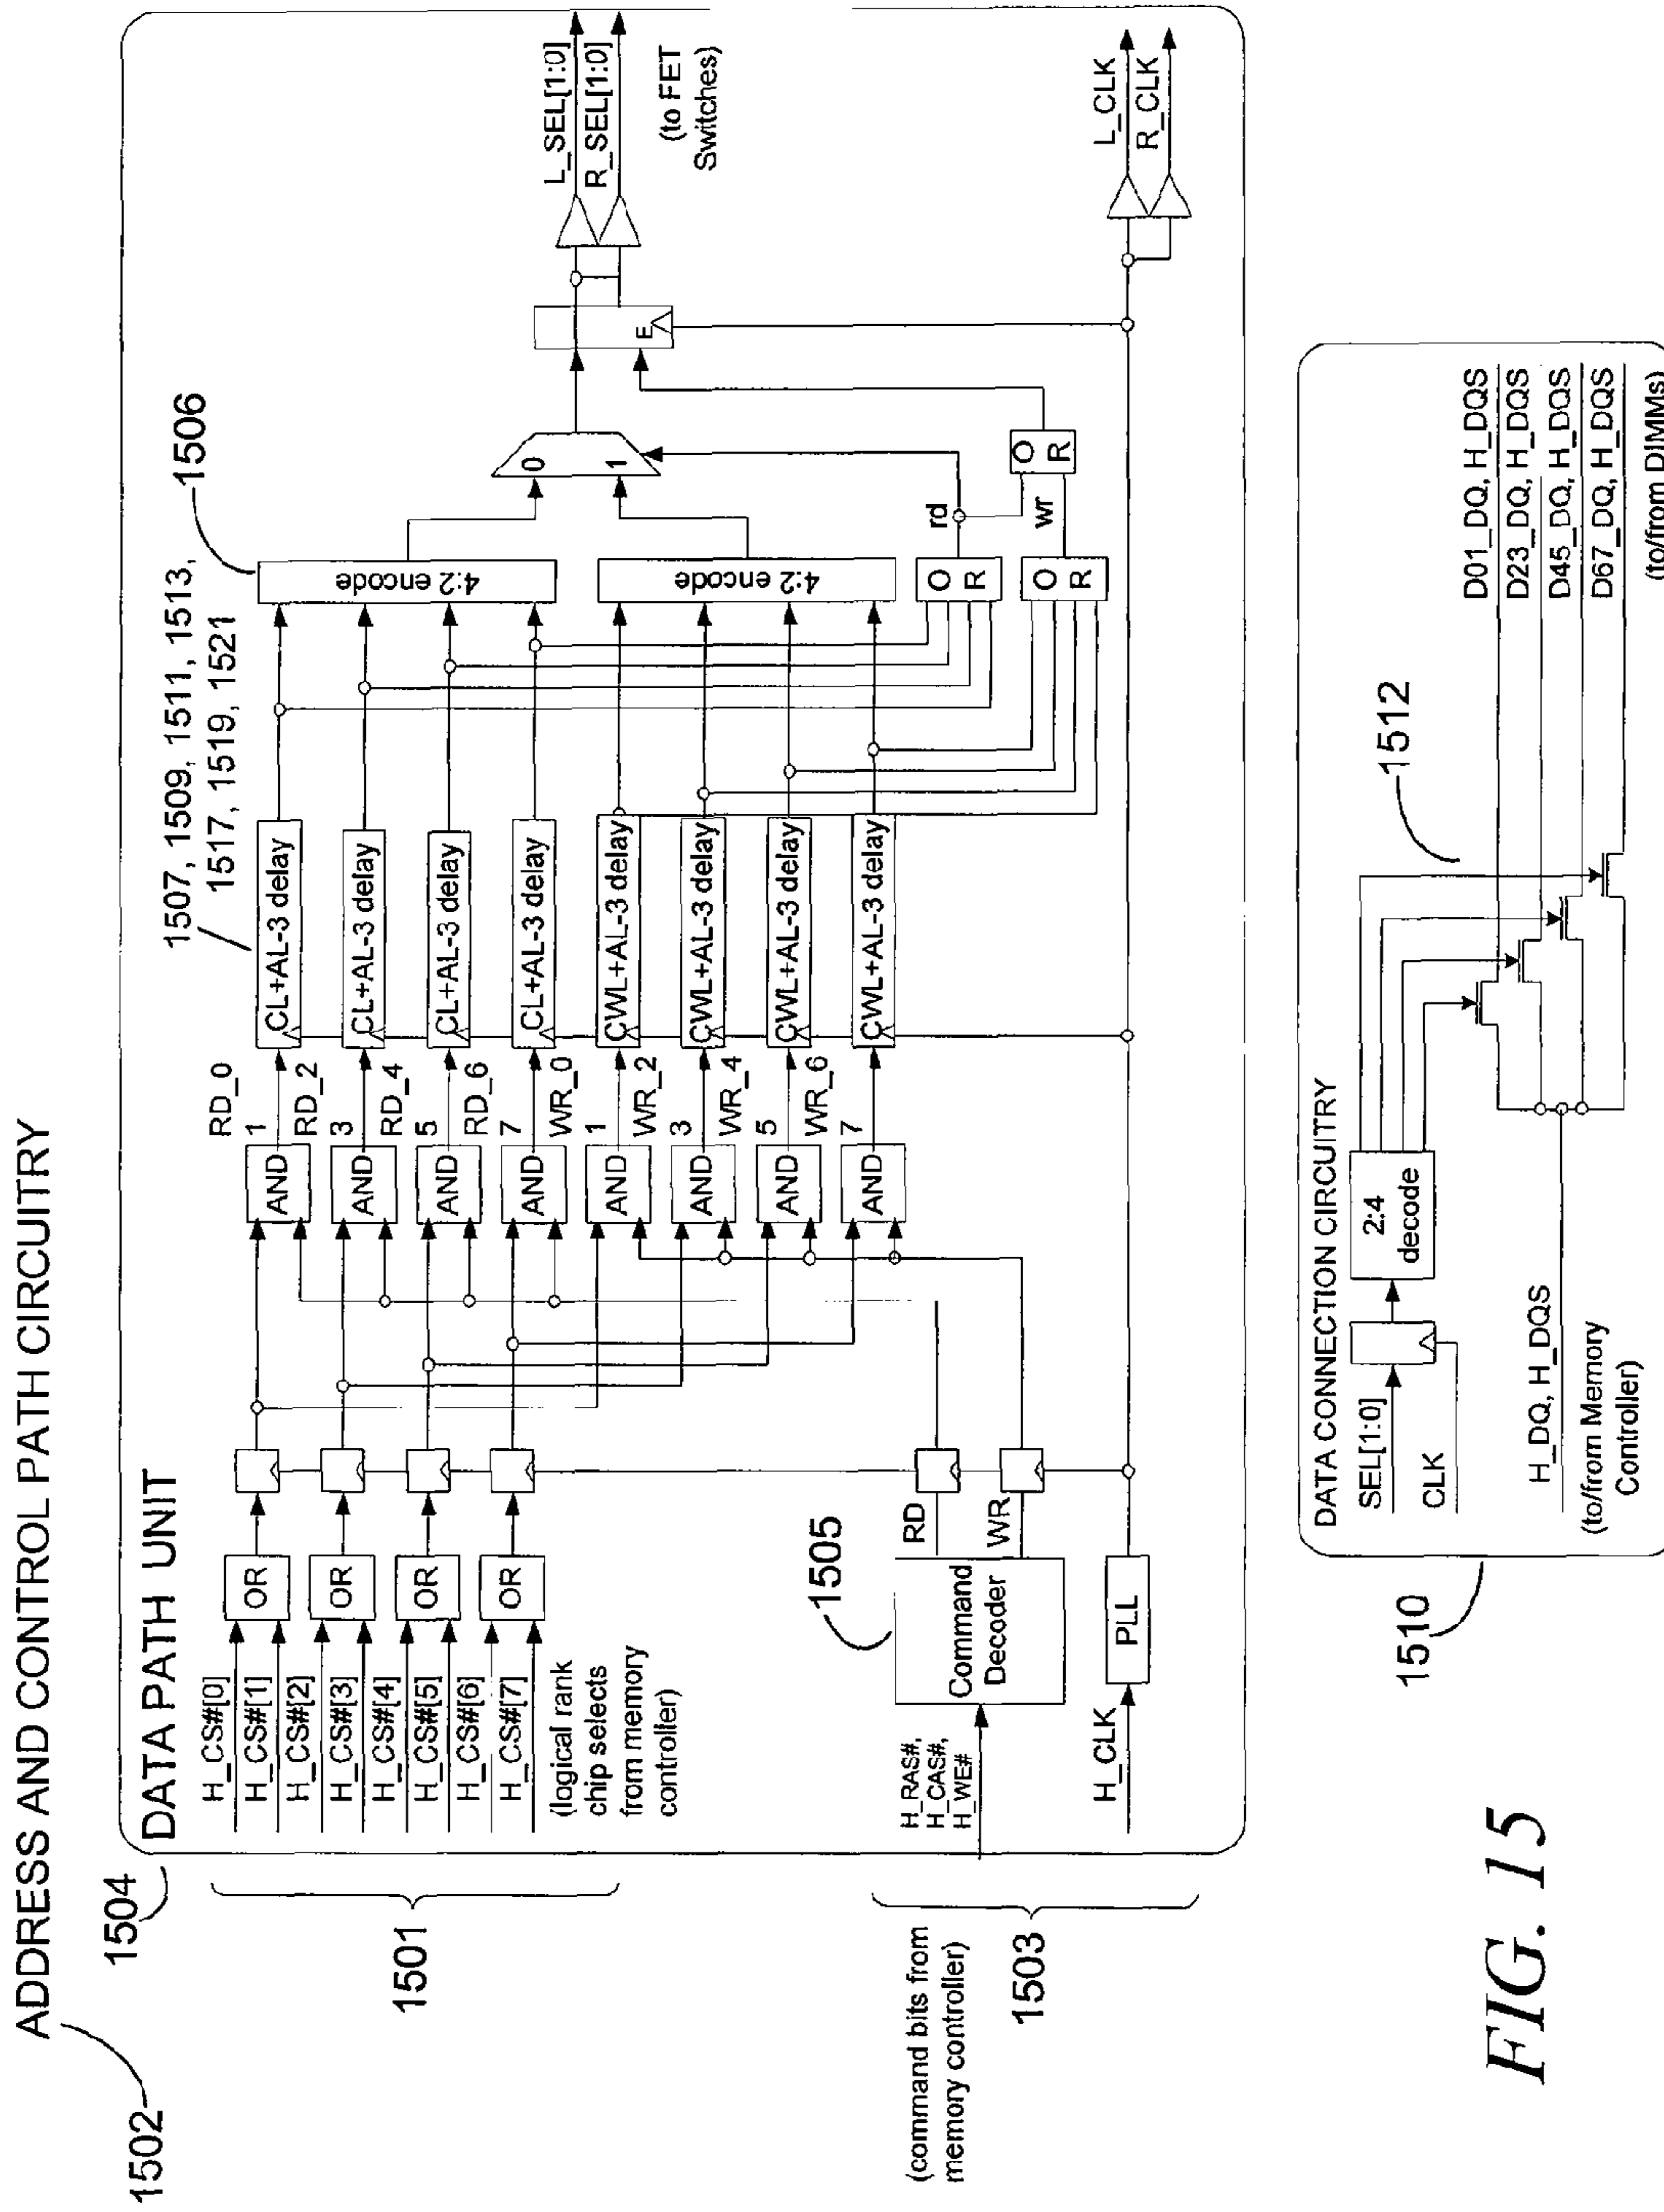 ADDRESS AND CONTROL PATH CIRCUITRY
1502
1504
DATA PATH UNIT
1501
H_CS#[0]
H_CS#[1]
H_CS#[2]
H_CS#[3]
H_CS#[4]
H_CS#[5]
H_CS#[6]
H_CS#[7]
(logical rank
chip selects
from memory
controller)
OR
OR
OR
OR
1503
(command bits from
memory controller)
H_RAS#,
H_CAS#,
H_WE#
1505
Command
Decoder
RD
WR
H_CLK
PLL
AND
AND
AND
AND
AND
AND
AND
AND
RD_0
1
RD_2
3
RD_4
5
RD_6
7
WR_0
1
WR_2
3
WR_4
5
WR_6
7
1507, 1509, 1511, 1513,
1517, 1519, 1521
CL+AL-3 delay
CL+AL-3 delay
CL+AL-3 delay
CL+AL-3 delay
CWL+AL-3 delay
CWL+AL-3 delay
CWL+AL-3 delay
CWL+AL-3 delay
1506
4:2 encode
4:2 encode
O
R
O
R
rd
wr
O
R
0
1
E
L_SEL[1:0]
R_SEL[1:0]
(to FET
Switches)
L_CLK
R_CLK
1510
DATA CONNECTION CIRCUITRY
SEL[1:0]
CLK
2:4
decode
H_DQ, H_DQS
(to/from Memory
Controller)
1512
D01_DQ, H_DQS
D23_DQ, H_DQS
D45_DQ, H_DQS
D67_DQ, H_DQS
(to/from DIMMs)
FIG. 15